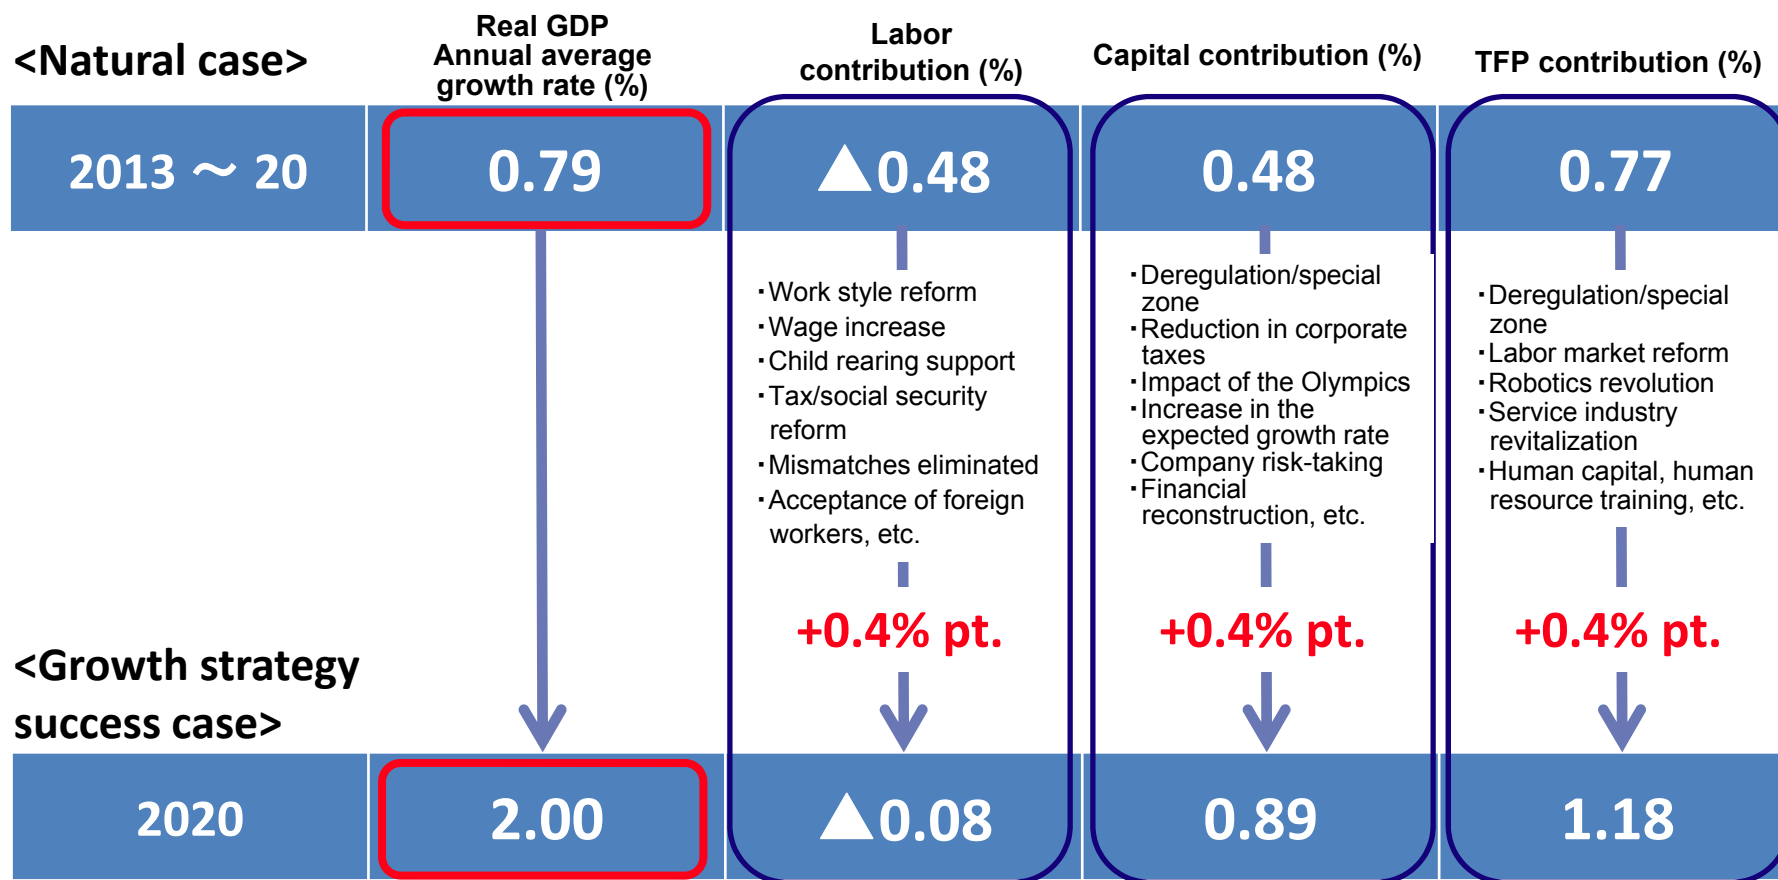 <Natural case>
Real GDP
Annual average
growth rate (%)
Labor
contribution (%)
Capital contribution (%)
TFP contribution (%)
2013 ～ 20
0.79
▲0.48
0.48
0.77
・Work style reform
・Wage increase
・Child rearing support
・Tax/social security
reform
・Mismatches eliminated
・Acceptance of foreign
workers, etc.
・Deregulation/special
zone
・Reduction in corporate
taxes
・Impact of the Olympics
・Increase in the
expected growth rate
・Company risk-taking
・Financial
reconstruction, etc.
・Deregulation/special
zone
・Labor market reform
・Robotics revolution
・Service industry
revitalization
・Human capital, human
resource training, etc.
+0.4% pt.
+0.4% pt.
+0.4% pt.
<Growth strategy
success case>
2020
2.00
▲0.08
0.89
1.18